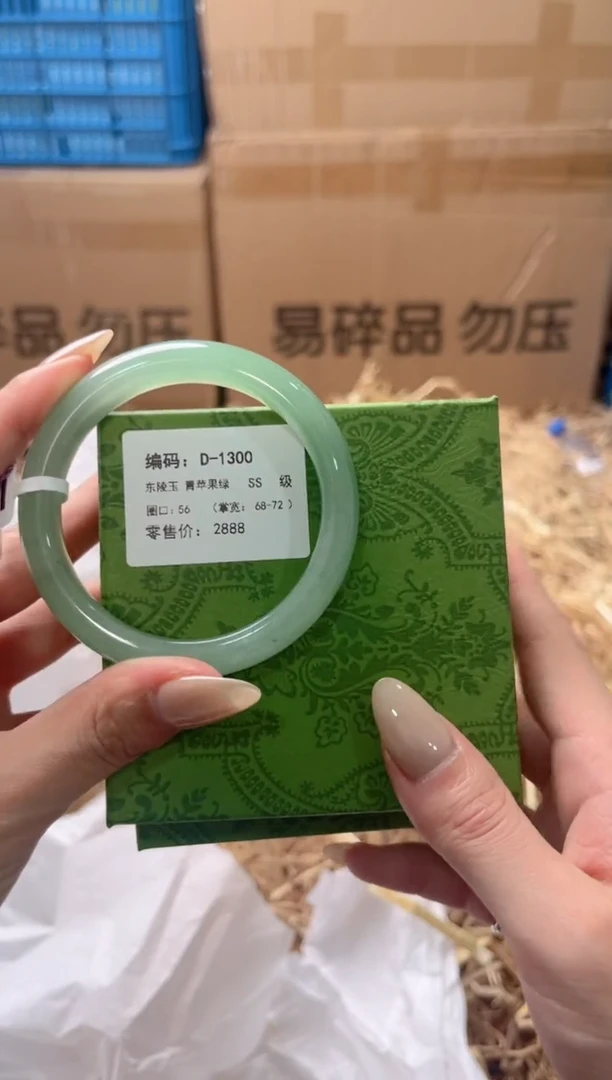 碎品 勿压
易碎品 勿压
编码：D-1300
东陵玉 青苹果绿 SS 级
圈口：56 （掌宽：68-72 ）
零售价：2888